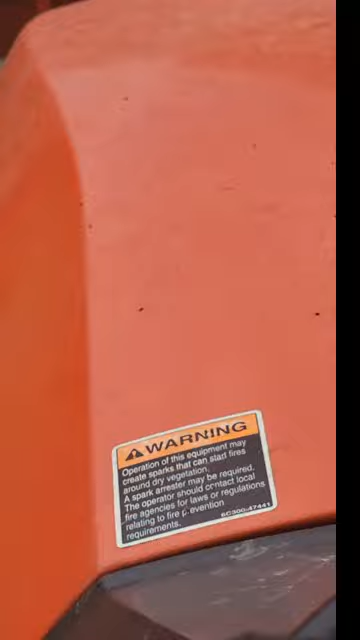 WARNING
Operation of this equipment may
create sparks that can start fires
around dry vegetation.
A spark arrester may be required.
The operator should contact local
fire agencies for laws or regulations
relating to fire p evention
requirements.
6C300-47441